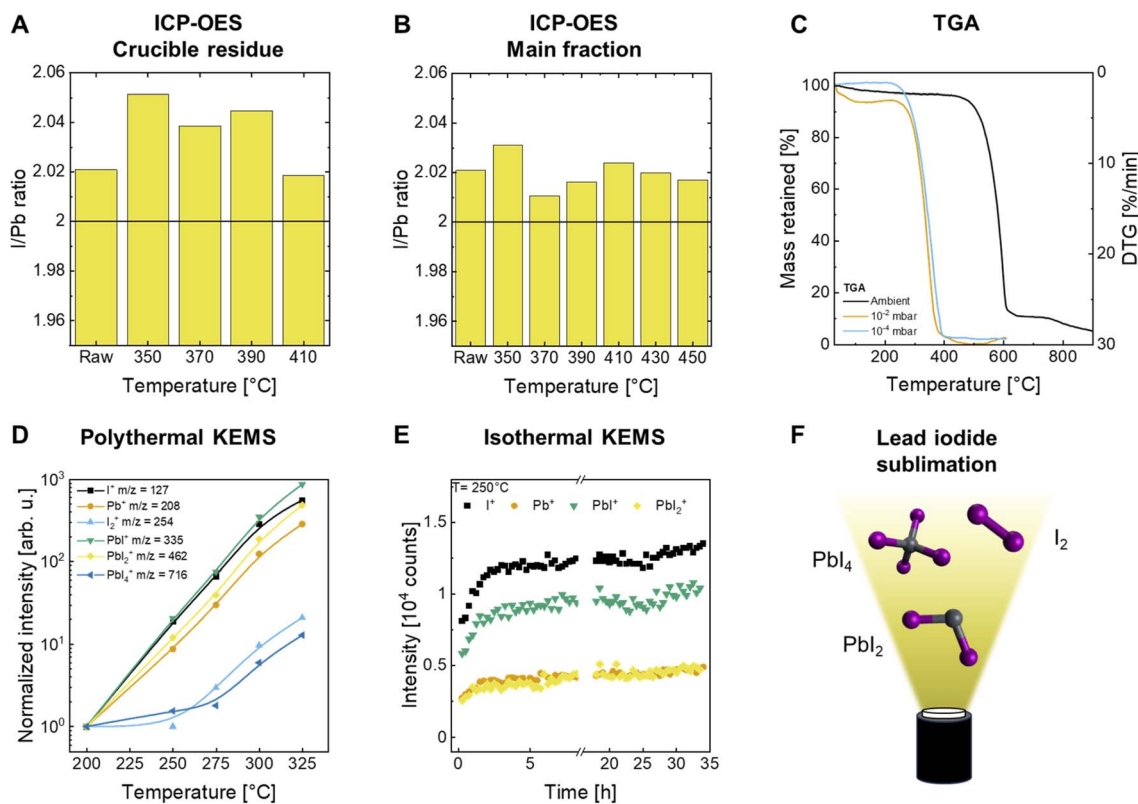 A
ICP-OES
Crucible residue
I/Pb ratio
2.06
2.04
2.02
2
1.98
1.96
Raw 350 370 390 410
Temperature [°C]
B
ICP-OES
Main fraction
I/Pb ratio
2.06
2.04
2.02
2
1.98
1.96
Raw 350 370 390 410 430 450
Temperature [°C]
C
TGA
Mass retained [%]
100
80
60
40
20
0
DTG [%/min]
0
10
20
30
TGA
Ambient
10⁻² mbar
10⁻⁴ mbar
200 400 600 800
Temperature [°C]
D
Polythermal KEMS
Normalized intensity [arb. u.]
10³
10²
10¹
10⁰
I⁺ m/z = 127
Pb⁺ m/z = 208
I₂⁺ m/z = 254
PbI⁺ m/z = 335
PbI₂⁺ m/z = 462
PbI₄⁺ m/z = 716
200 225 250 275 300 325
Temperature [°C]
E
Isothermal KEMS
T= 250°C
I⁺ Pb⁺ PbI⁺ PbI₂⁺
Intensity [10⁴ counts]
1.5
1
0.5
0
0 5 20 25 30 35
Time [h]
F
Lead iodide
sublimation
PbI₄
I₂
PbI₂